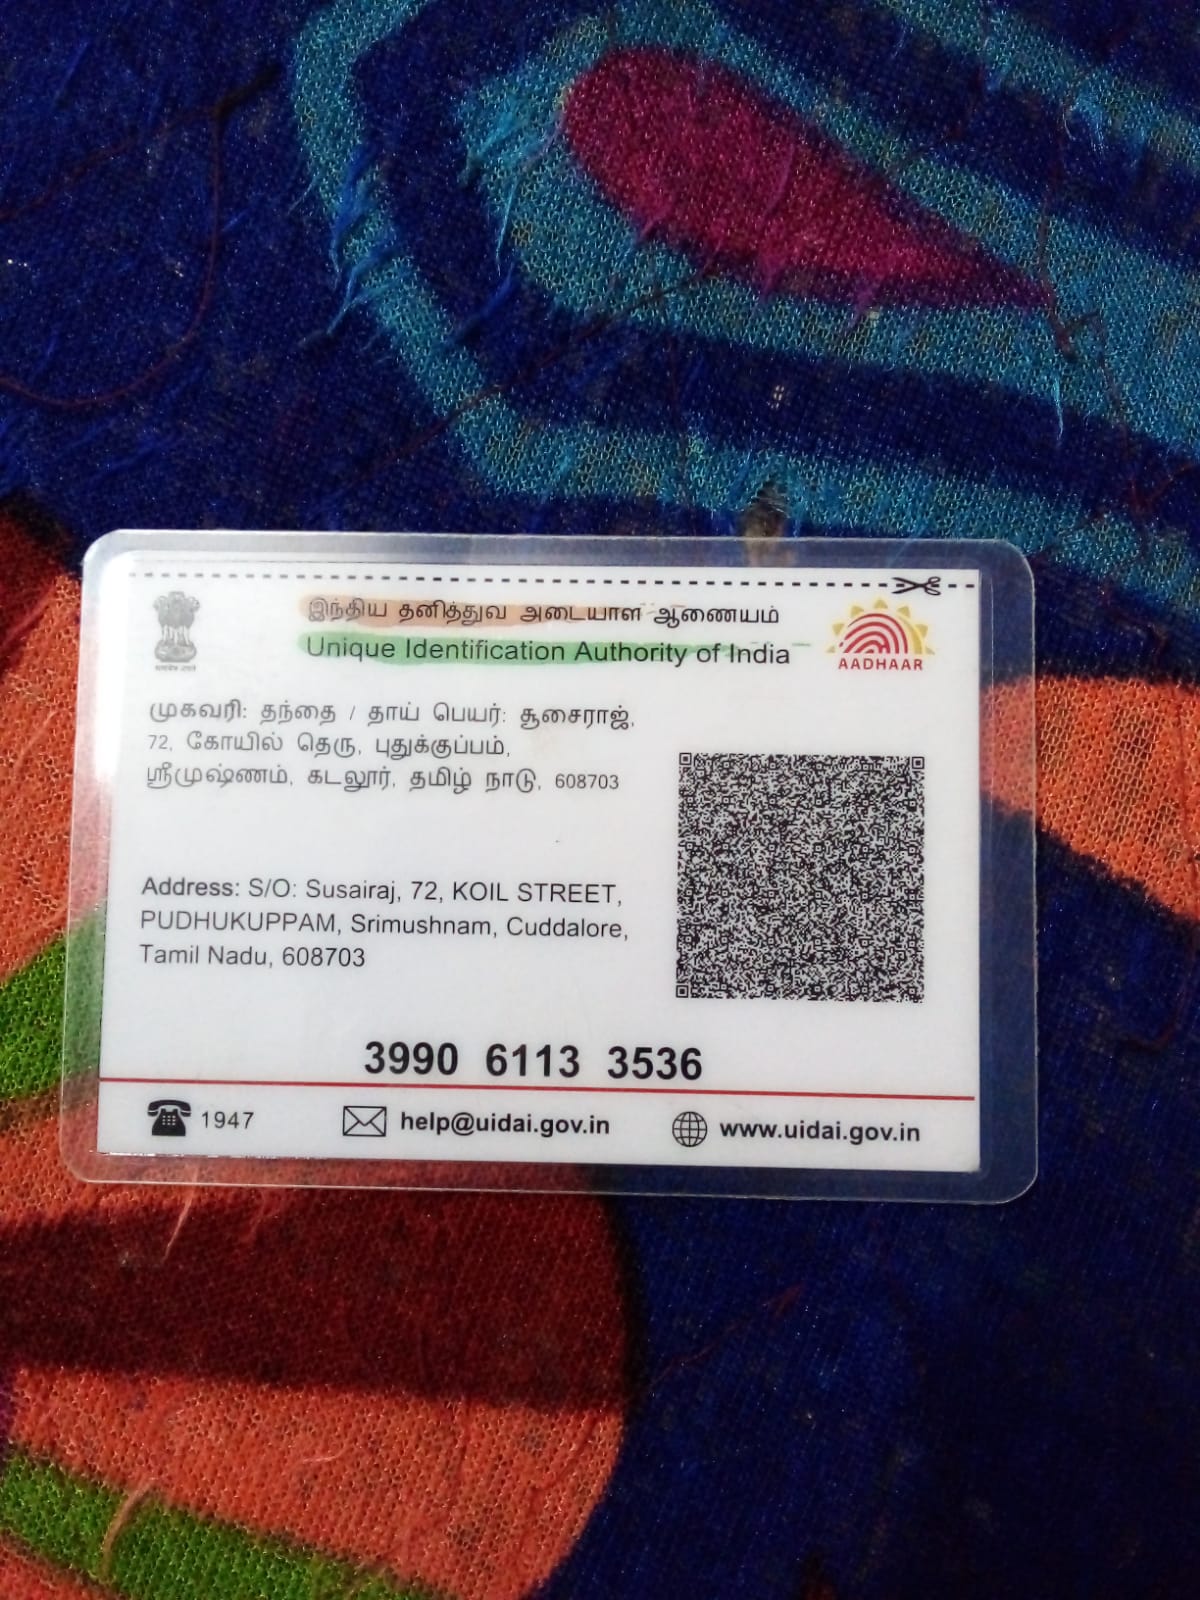 இந்திய தனித்துவ அடையாள ஆணையம்
Unique Identification Authority of India
AADHAAR
முகவரி: தந்தை / தாய் பெயர்: சூசைராஜ்,
72, கோயில் தெரு, புதுக்குப்பம்,
ஸ்ரீமுஷ்ணம், கடலூர், தமிழ் நாடு, 608703
Address: S/O: Susairaj, 72, KOIL STREET,
PUDHUKUPPAM, Srimushnam, Cuddalore,
Tamil Nadu, 608703
3990 6113 3536
1947
help@uidai.gov.in
www.uidai.gov.in